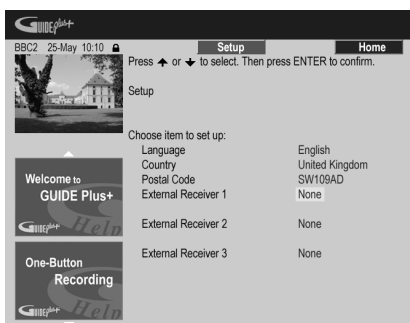 GUIDE plus+
BBC2 25-May 10:10
Setup
Home
Press or to select. Then press ENTER to confirm.
Setup
Choose item to set up:
Language English
Country United Kingdom
Postal Code SW109AD
External Receiver 1 None
External Receiver 2 None
External Receiver 3 None
Welcome to
GUIDE Plus+
GUIDE plus+ Help
One-Button
Recording
GUIDE plus+ Help